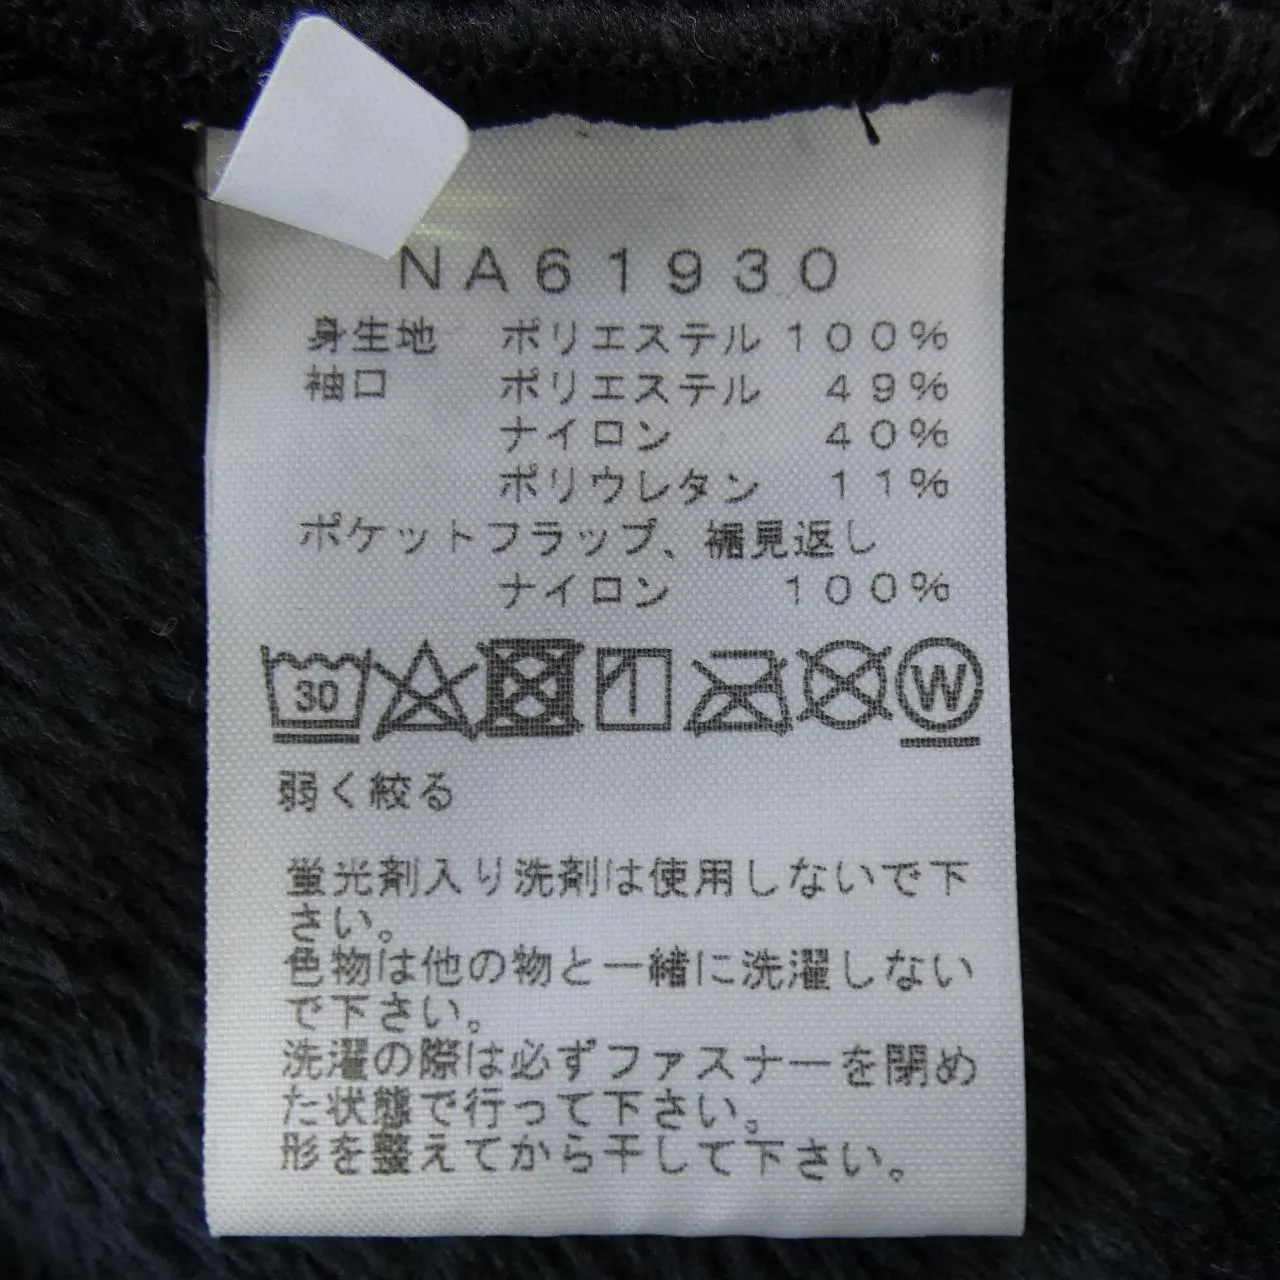 NA61930
身生地 ポリエステル 100%
袖口 ポリエステル 49%
ナイロン 40%
ポリウレタン 11%
ポケットフラップ、裾見返し
ナイロン 100%
30
W
弱く絞る
蛍光剤入り洗剤は使用しないで下
さい。
色物は他の物と一緒に洗濯しない
で下さい。
洗濯の際は必ずファスナーを閉め
た状態で行って下さい。
形を整えてから干して下さい。